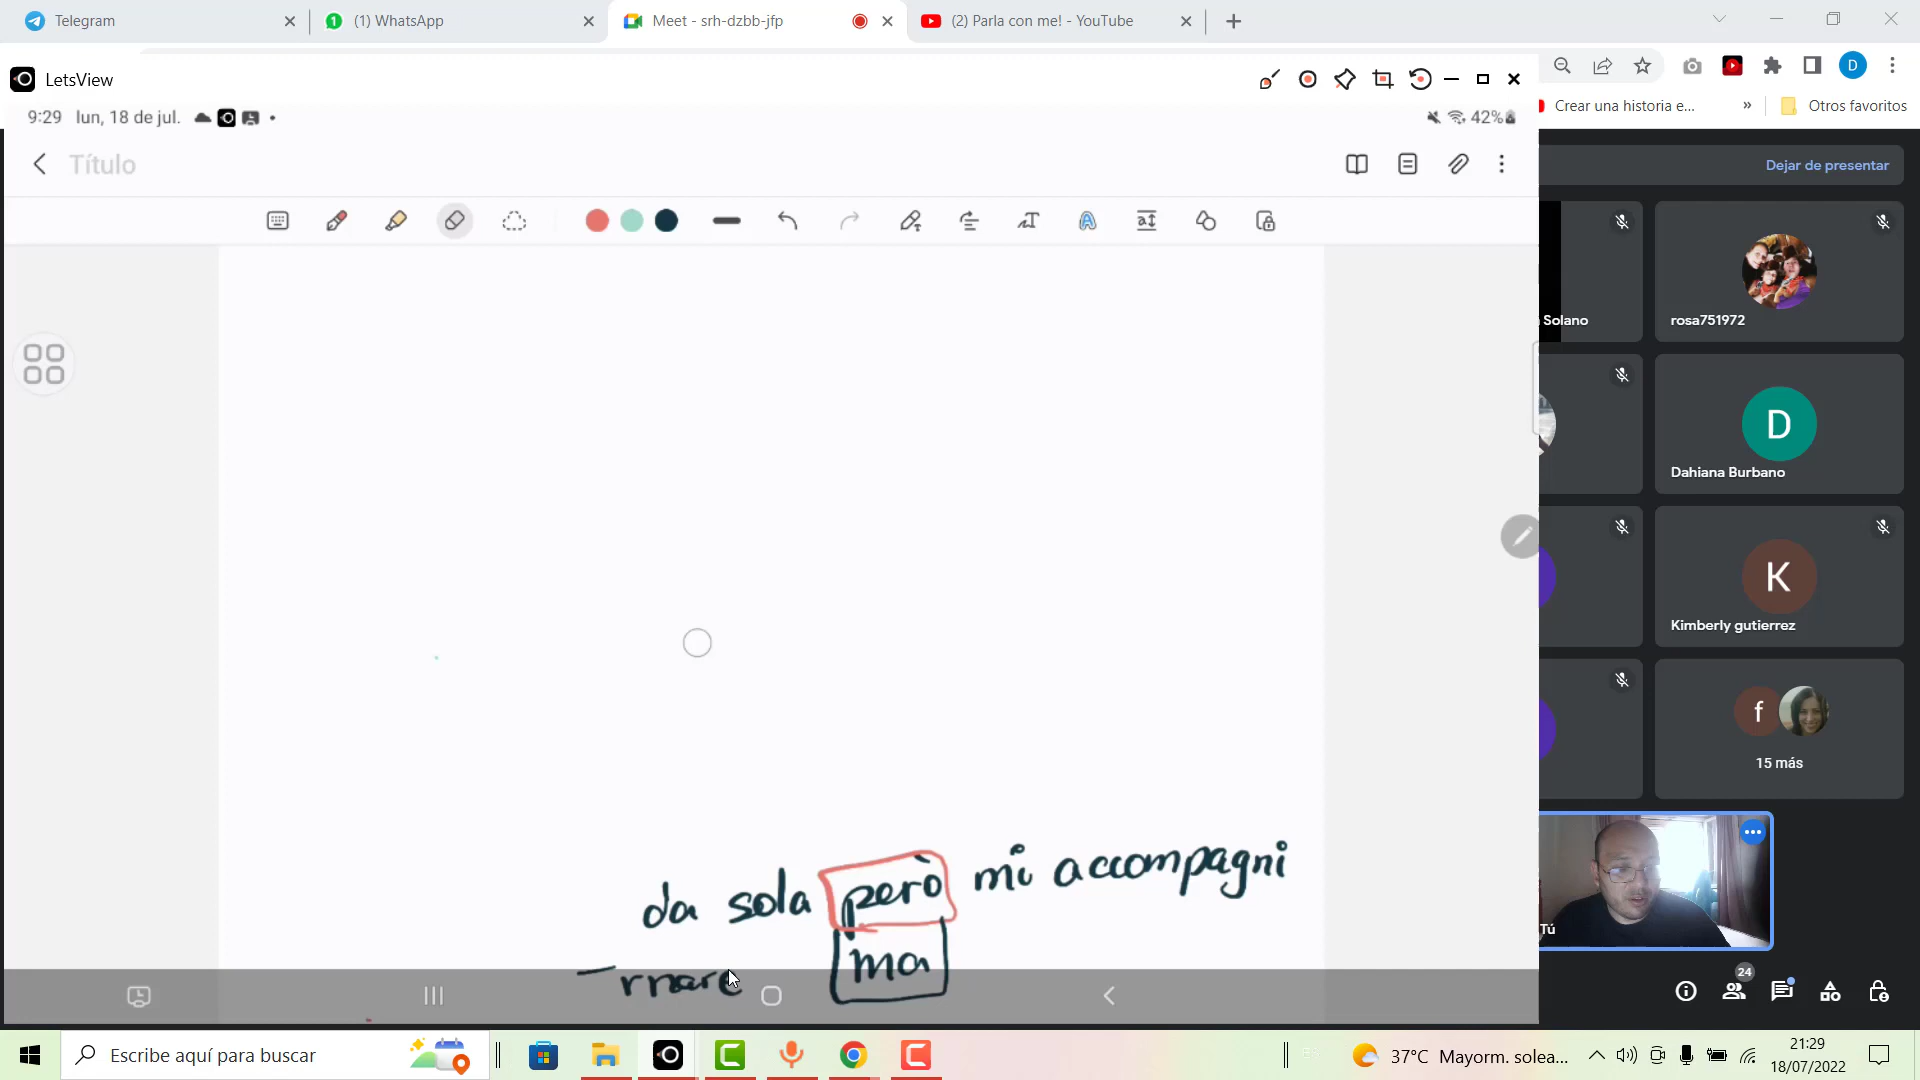 Telegram
(1) WhatsApp
Meet - srh-dzbb-jfp
(2) Parla con me! - YouTube
LetsView
D
Crear una historia e...
»
Otros favoritos
9:29 lun, 18 de jul.
42%
Título
Dejar de presentar
Solano
rosa751972
D
Dahiana Burbano
K
Kimberly gutierrez
f
15 más
da sola però mi accompagni
ma
Tú
24
Escribe aquí para buscar
37°C Mayorm. solea...
21:29
18/07/2022